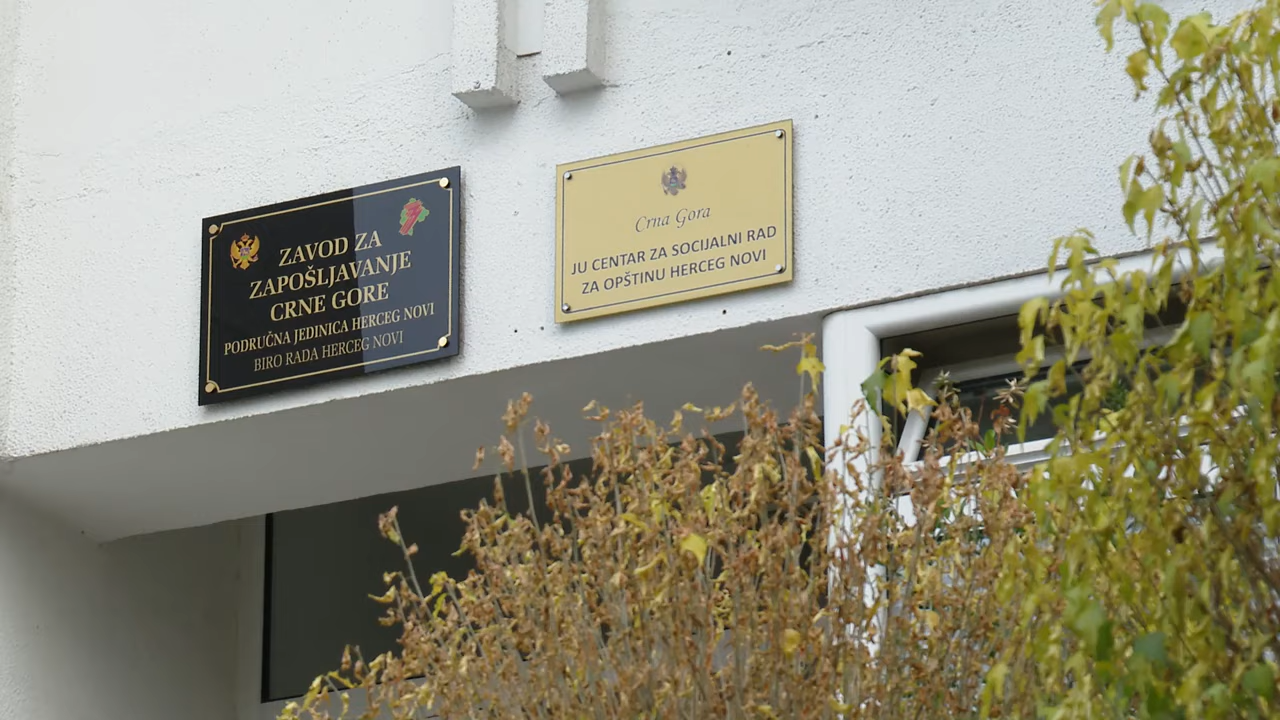 ZAVOD ZA
ZAPOŠLJAVANJE
CRNE GORE
PODRUČNA JEDINICA HERCEG NOVI
BIRO RADA HERCEG NOVI
Crna Gora
JU CENTAR ZA SOCIJALNI RAD
ZA OPŠTINU HERCEG NOVI